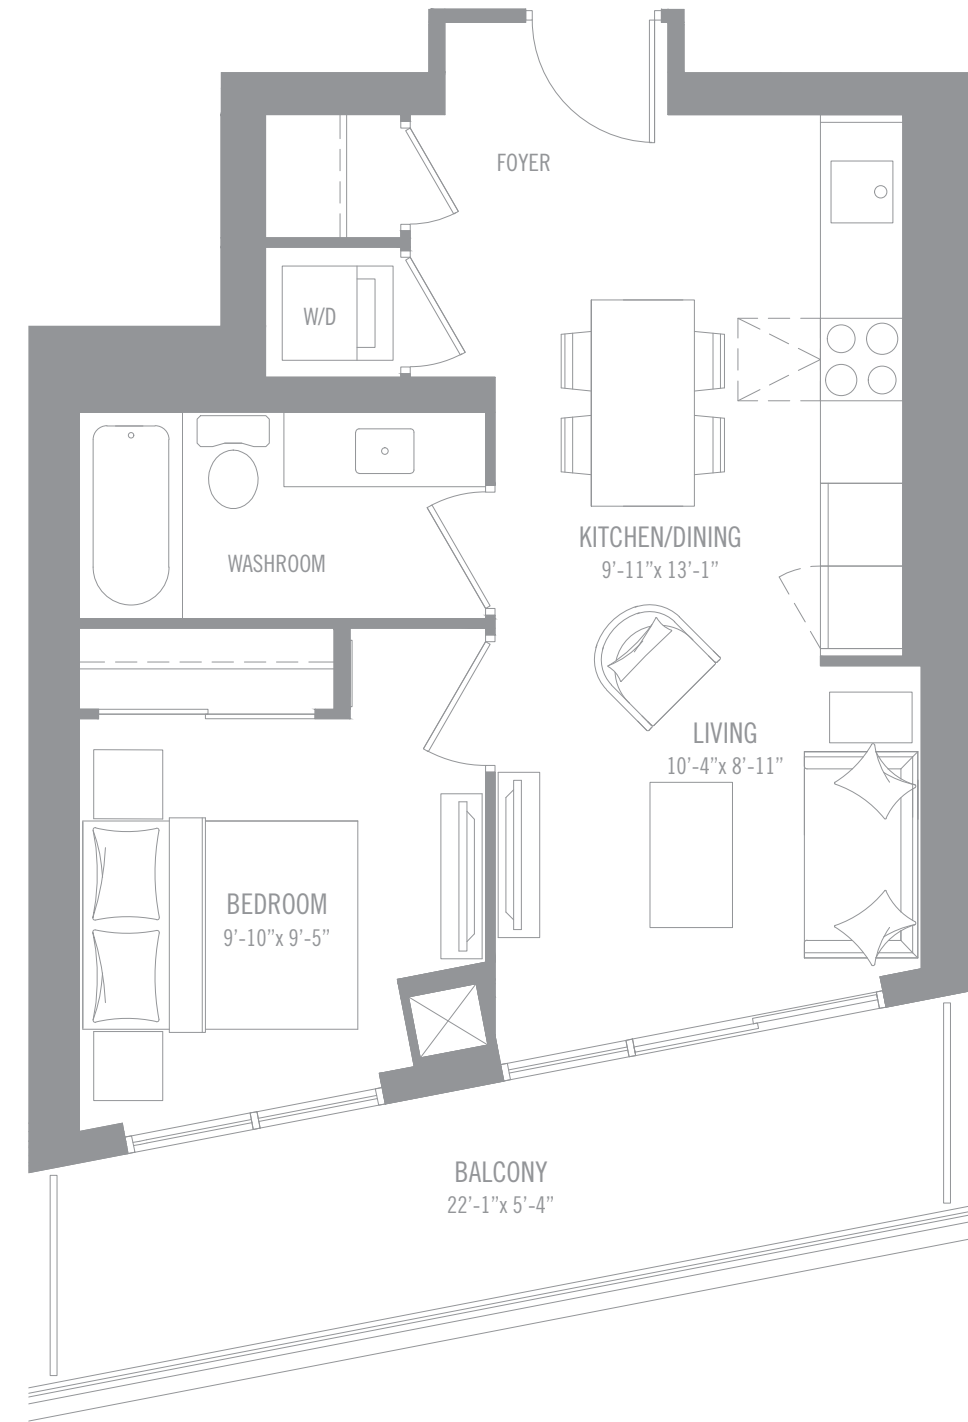 FOYER
W/D
KITCHEN/DINING
9’-11”x 13’-1”
WASHROOM
LIVING
10’-4”x 8’-11”
BEDROOM
9’-10”x 9’-5”
BALCONY
22’-1”x 5’-4”